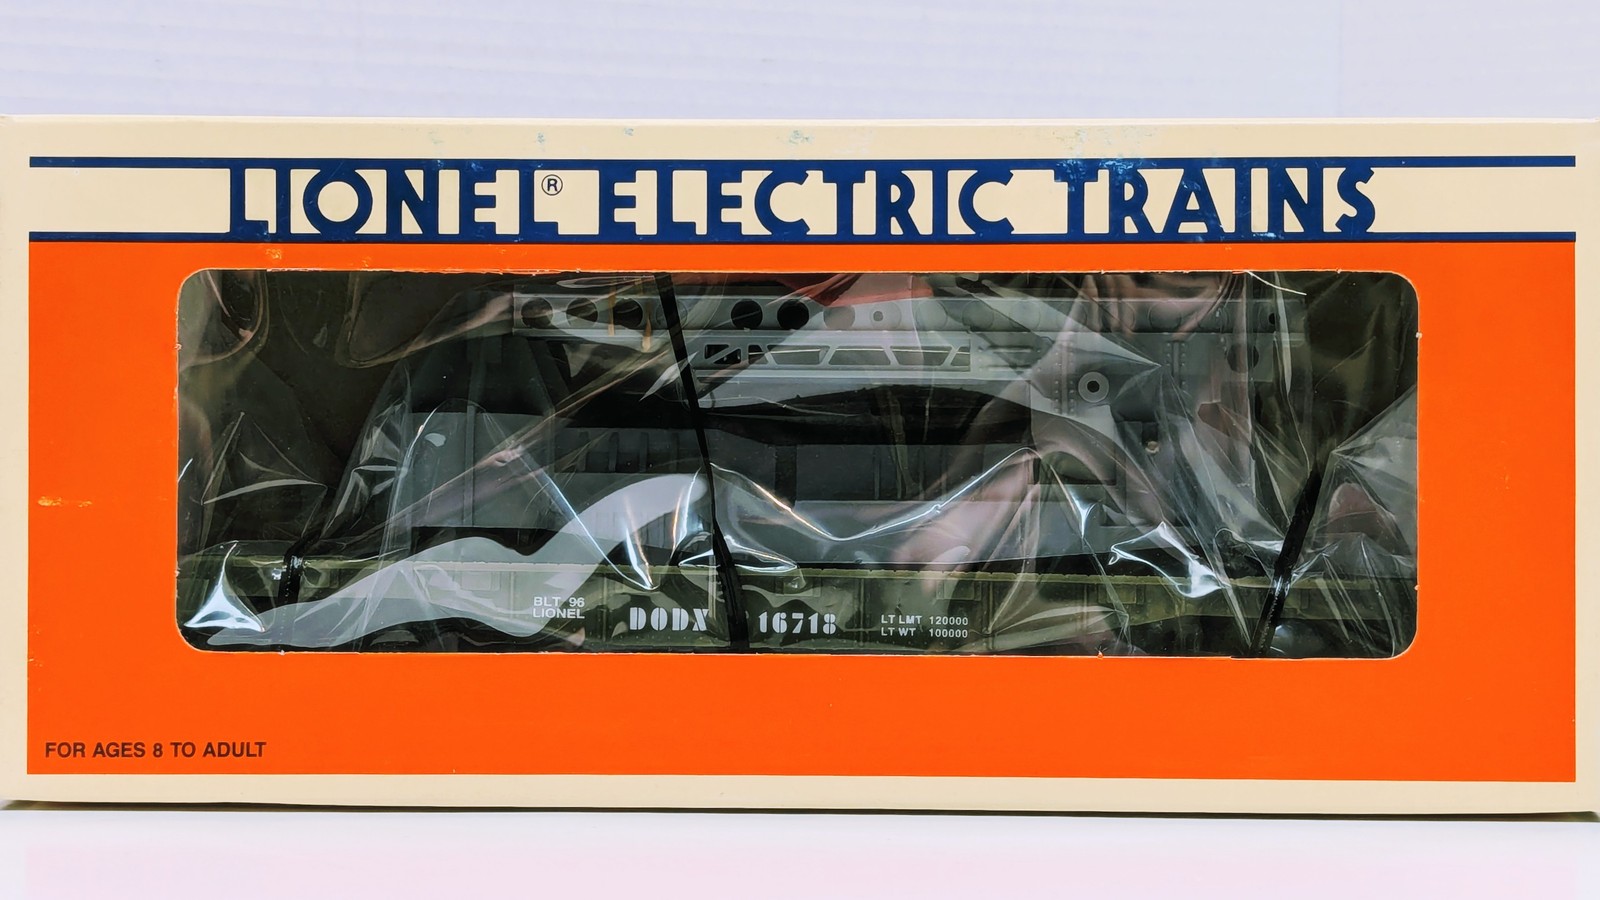 LIONEL® ELECTRIC TRAINS
BLT 96
LIONEL
DODX 16718
LT LMT 120000
LT WT 100000
FOR AGES 8 TO ADULT